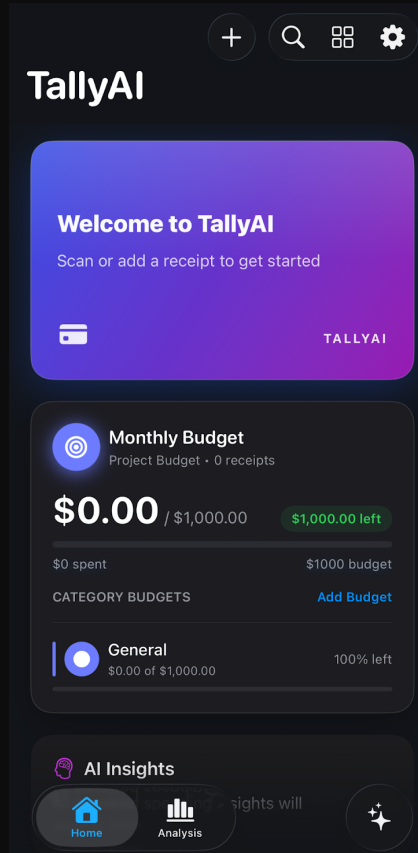 TallyAI
Welcome to TallyAI
Scan or add a receipt to get started
TALLYAI
Monthly Budget
Project Budget • 0 receipts
$0.00 / $1,000.00
$1,000.00 left
$0 spent
$1000 budget
CATEGORY BUDGETS
Add Budget
General
$0.00 of $1,000.00
100% left
AI Insights
sights will
Home
Analysis